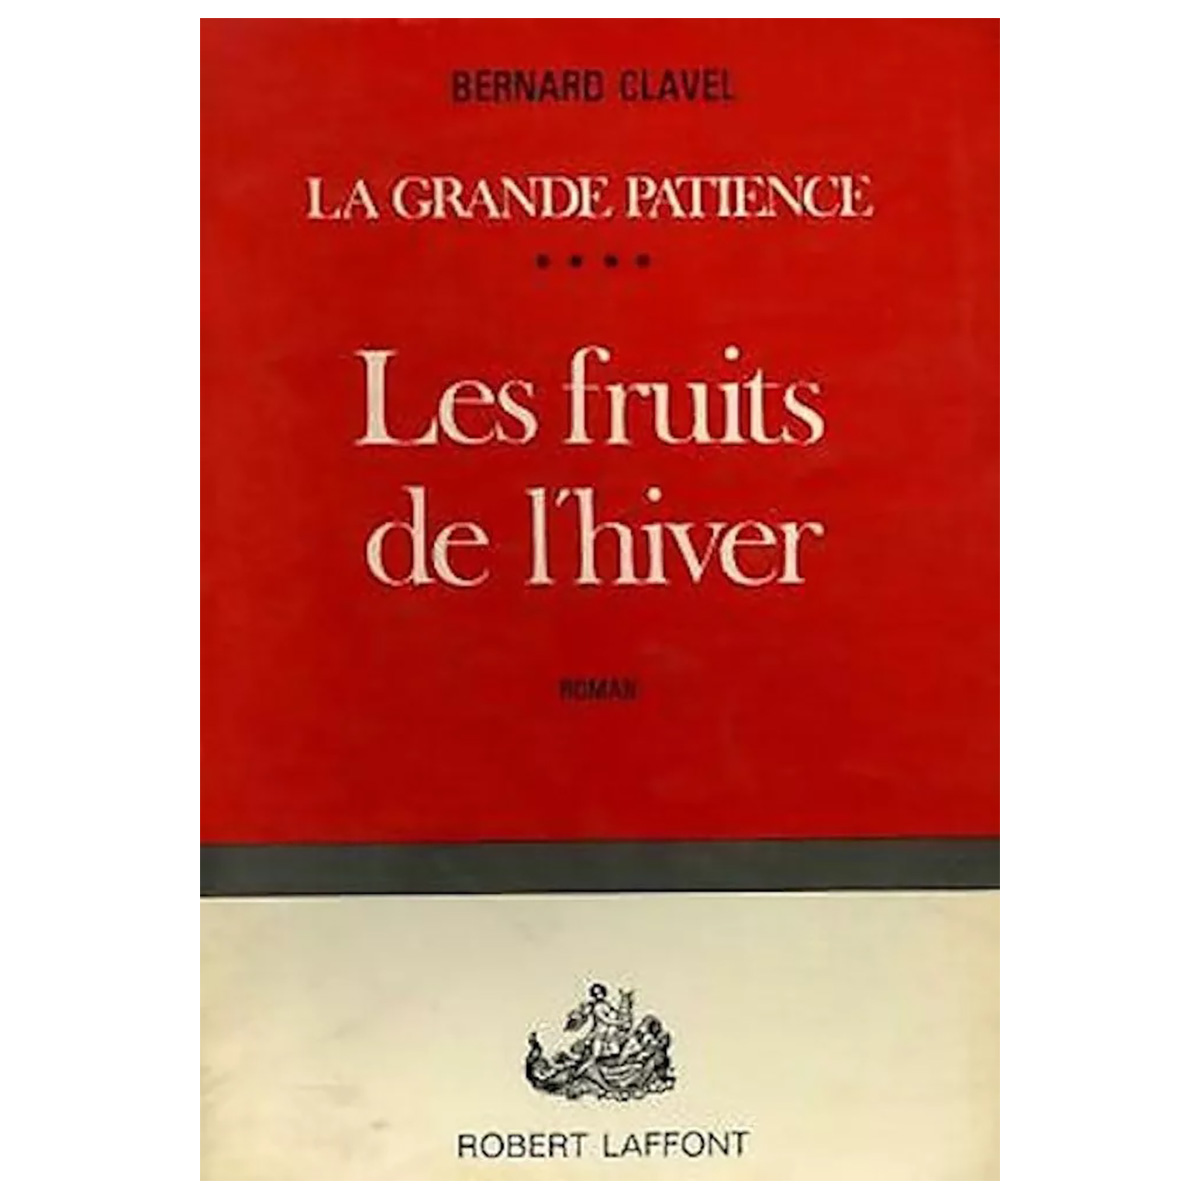 BERNARD CLAVEL
LA GRANDE PATIENCE
• • • •
Les fruits
de l'hiver
ROMAN
ROBERT LAFFONT